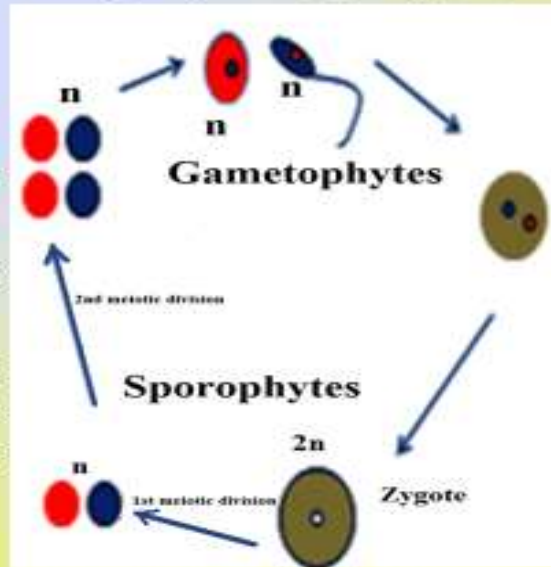 n
n
n
Gametophytes
2nd meiotic division
Sporophytes
2n
n
Zygote
1st meiotic division